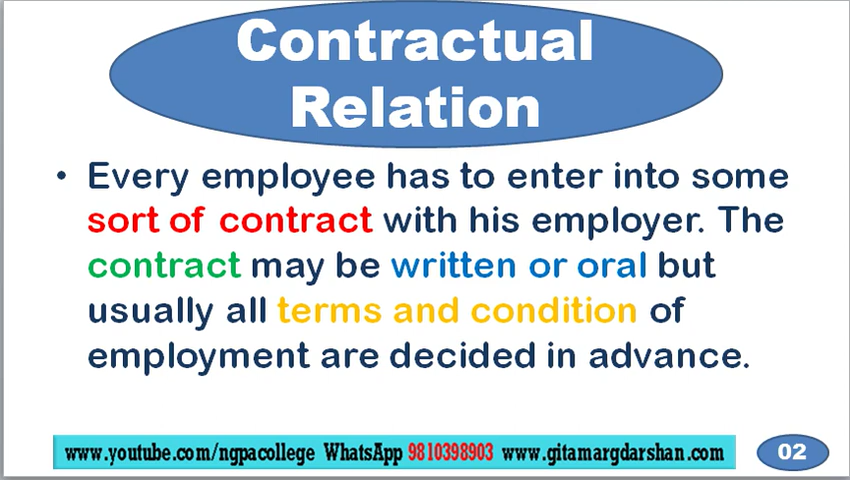 Contractual
Relation
• Every employee has to enter into some
sort of contract with his employer. The
contract may be written or oral but
usually all terms and condition of
employment are decided in advance.
www.youtube.com/ngpacollege WhatsApp 9810398903 www.gitamargdarshan.com
02